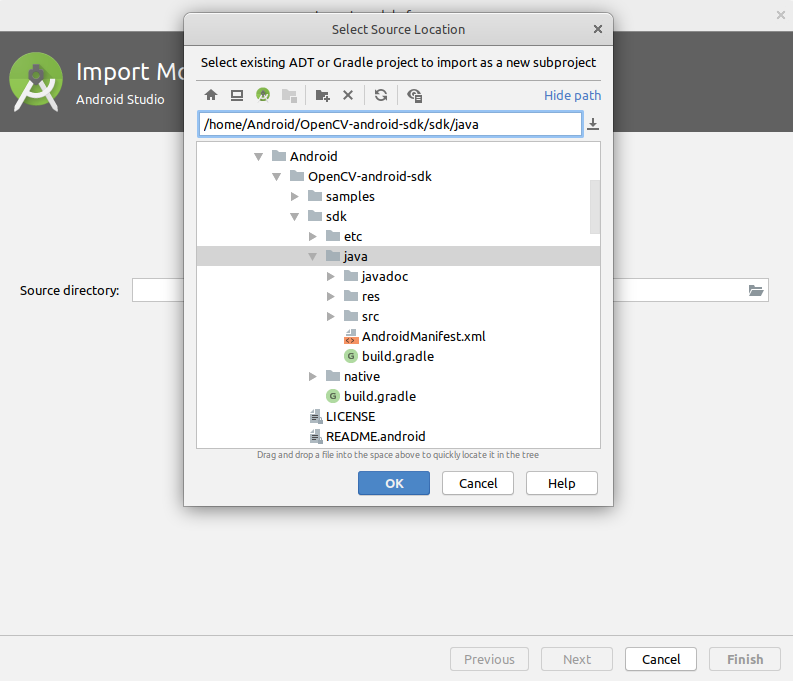 Select Source Location
Select existing ADT or Gradle project to import as a new subproject
Import Mo
Android Studio
Hide path
/home/Android/OpenCV-android-sdk/sdk/java
Android
OpenCV-android-sdk
samples
sdk
etc
java
javadoc
res
src
AndroidManifest.xml
G build.gradle
native
G build.gradle
LICENSE
README.android
Source directory:
Drag and drop a file into the space above to quickly locate it in the tree
OK Cancel Help
Previous Next Cancel Finish